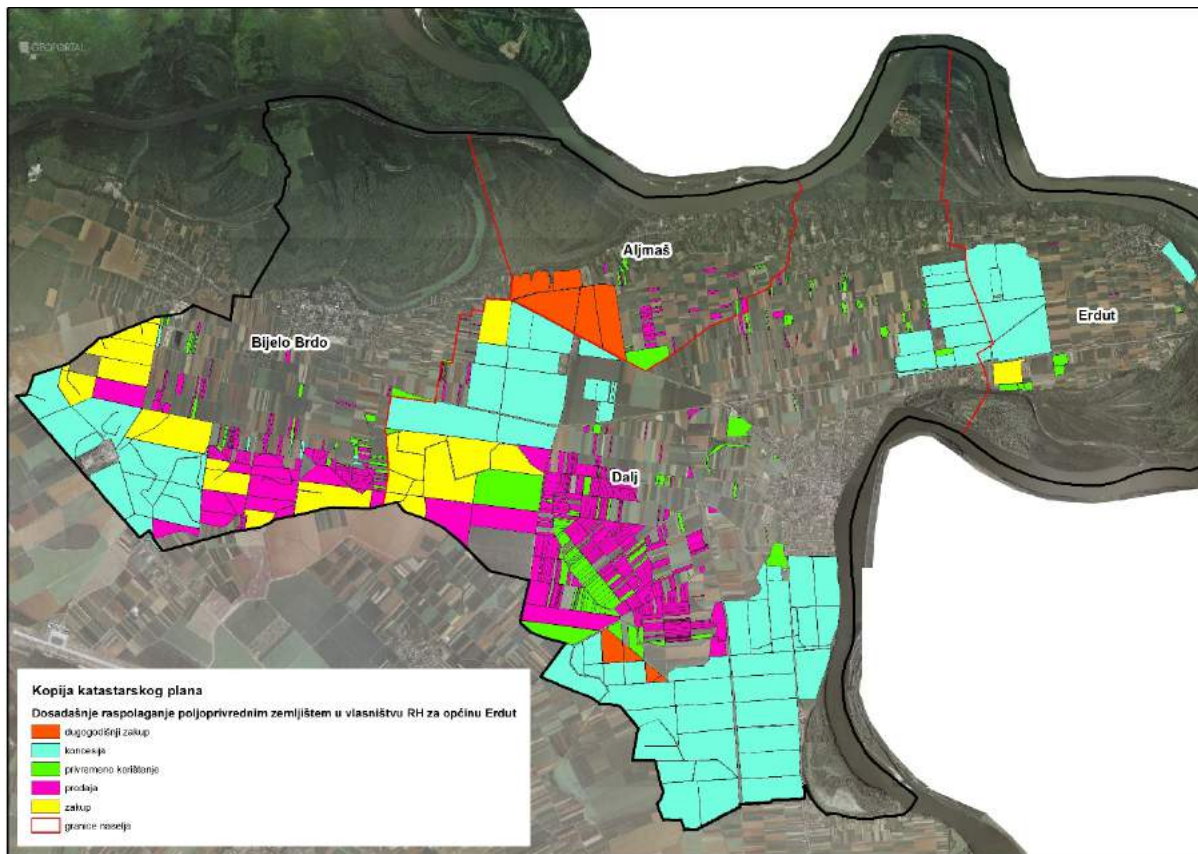 GEOPORTAL
Aljmaš
Erdut
Bijelo Brdo
Dalj
Kopija katastarskog plana
Dosadašnje raspolaganje poljoprivrednim zemljištem u vlasništvu RH za općinu Erdut
dugogodišnji zakup
koncesija
privremeno korištenje
prodaja
zakup
granice naselja